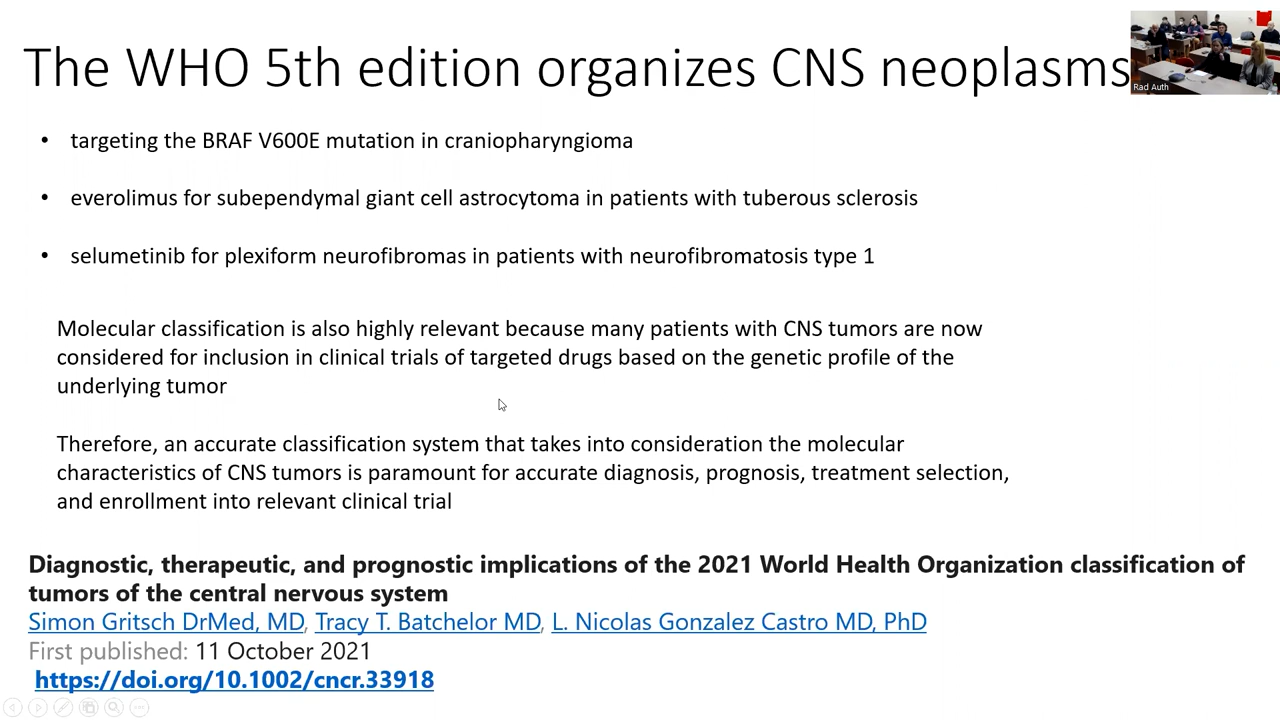 The WHO 5th edition organizes CNS neoplasms
Rad Auth
• targeting the BRAF V600E mutation in craniopharyngioma
• everolimus for subependymal giant cell astrocytoma in patients with tuberous sclerosis
• selumetinib for plexiform neurofibromas in patients with neurofibromatosis type 1
Molecular classification is also highly relevant because many patients with CNS tumors are now
considered for inclusion in clinical trials of targeted drugs based on the genetic profile of the
underlying tumor
Therefore, an accurate classification system that takes into consideration the molecular
characteristics of CNS tumors is paramount for accurate diagnosis, prognosis, treatment selection,
and enrollment into relevant clinical trial
Diagnostic, therapeutic, and prognostic implications of the 2021 World Health Organization classification of
tumors of the central nervous system
Simon Gritsch DrMed, MD, Tracy T. Batchelor MD, L. Nicolas Gonzalez Castro MD, PhD
First published: 11 October 2021
https://doi.org/10.1002/cncr.33918